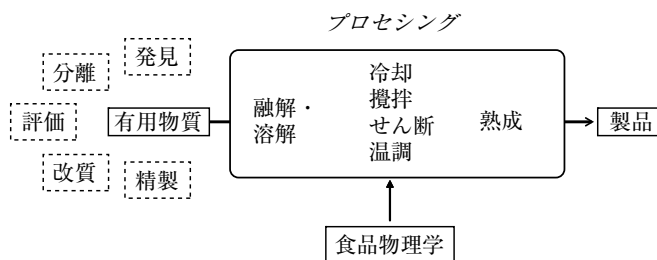 プロセシング
発見
分離
評価
改質
精製
有用物質
融解・
溶解
冷却
攪拌
せん断
温調
熟成
製品
食品物理学